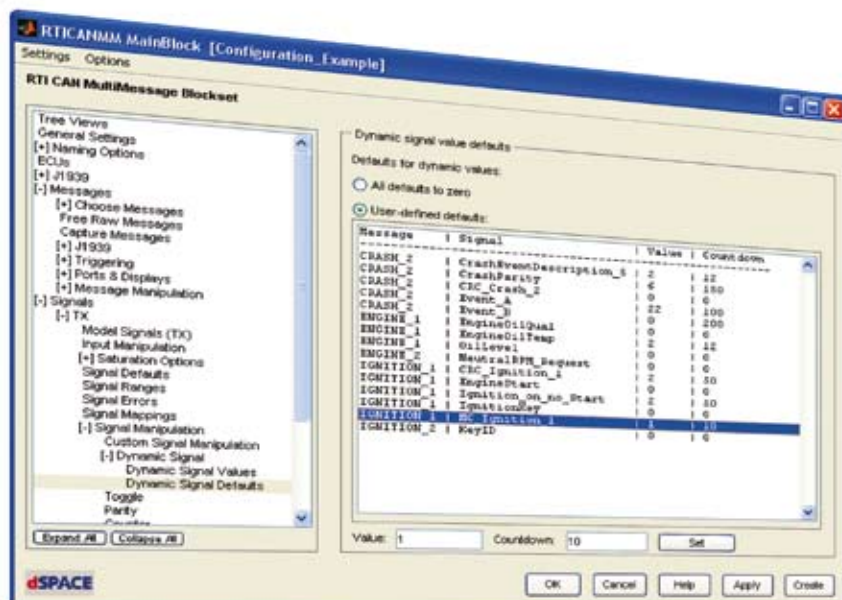 RTICANMM MainBlock [Configuration_Example]
Settings Options
RTI CAN MultiMessage Blockset
Tree Views
General Settings
[+] Naming Options
ECUs
[+] J1939
[-] Messages
[+] Choose Messages
Free Raw Messages
Capture Messages
[+] J1939
[+] Triggering
[+] Ports & Displays
[+] Message Manipulation
[-] Signals
[-] TX
Model Signals (TX)
Input Manipulation
[+] Saturation Options
Signal Defaults
Signal Ranges
Signal Errors
Signal Mappings
[-] Signal Manipulation
Custom Signal Manipulation
[-] Dynamic Signal
Dynamic Signal Values
Dynamic Signal Defaults
Toggle
Parity
Counter
Expand All Collapse All
Dynamic signal value defaults
Defaults for dynamic values:
All defaults to zero
User-defined defaults:
Message | Signal | Value | Countdown
CRASH_2 | CrashEventDescription_S | 2 | 12
CRASH_2 | CrashParity | 6 | 150
CRASH_2 | CRC_Crash_2 | 0 | 0
CRASH_2 | Event_A | 22 | 100
CRASH_2 | Event_B | 0 | 200
ENGINE_1 | EngineOilQual | 0 | 0
ENGINE_1 | EngineOilTemp | 2 | 12
ENGINE_1 | OilLevel | 0 | 0
ENGINE_2 | NeutralRPM_Request | 0 | 0
IGNITION_1 | CRC_Ignition_1 | 2 | 50
IGNITION_1 | EngineStart | 0 | 0
IGNITION_1 | Ignition_on_no_Start | 2 | 10
IGNITION_1 | IgnitionKey | 0 | 0
IGNITION_1 | MC_Ignition_1 | 1 | 10
IGNITION_2 | KeyID | 0 | 0
Value: 1 Countdown: 10 Set
dSPACE
OK Cancel Help Apply Create